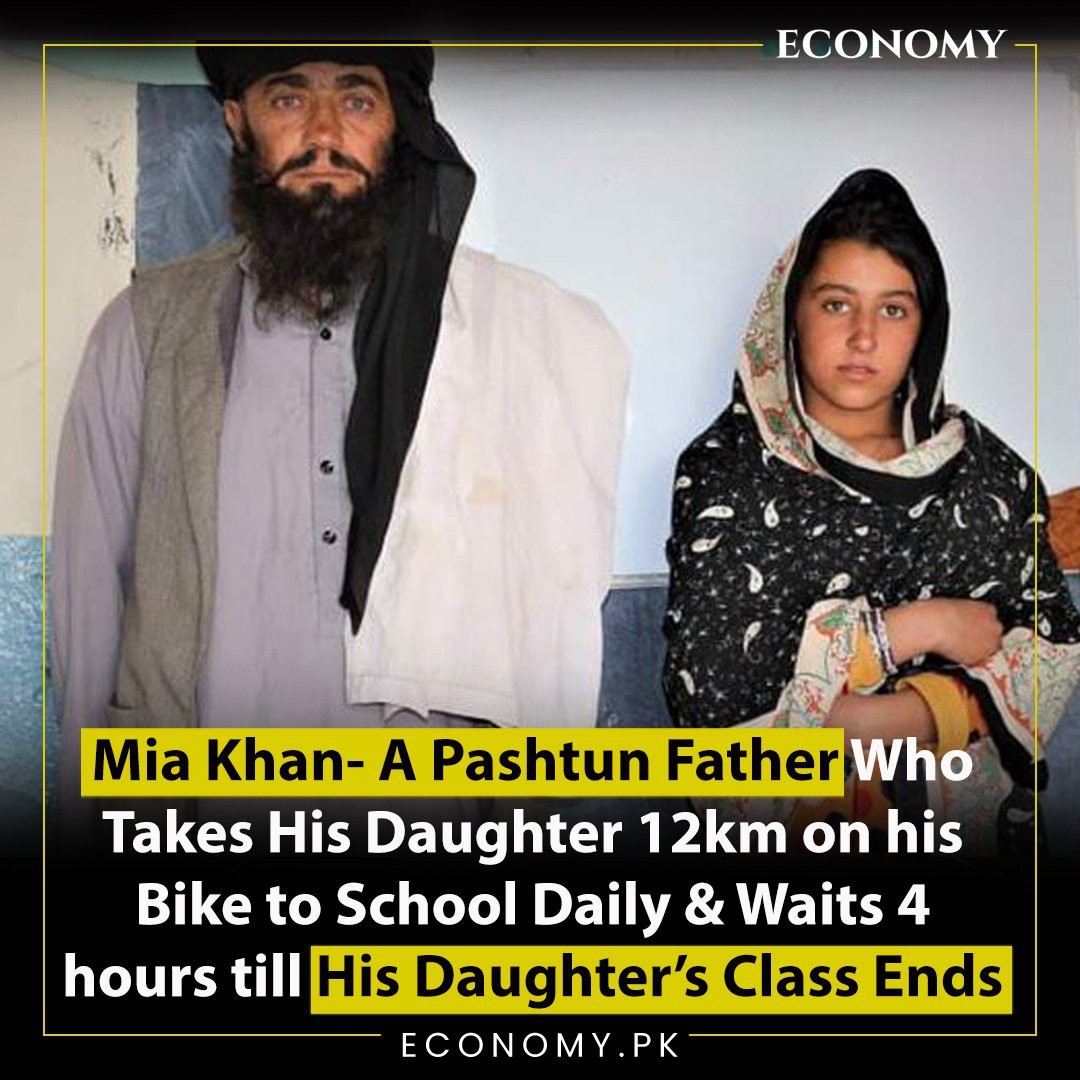 ECONOMY
Mia Khan- A Pashtun Father Who
Takes His Daughter 12km on his
Bike to School Daily & Waits 4
hours till His Daughter's Class Ends
ECONOMY.PK